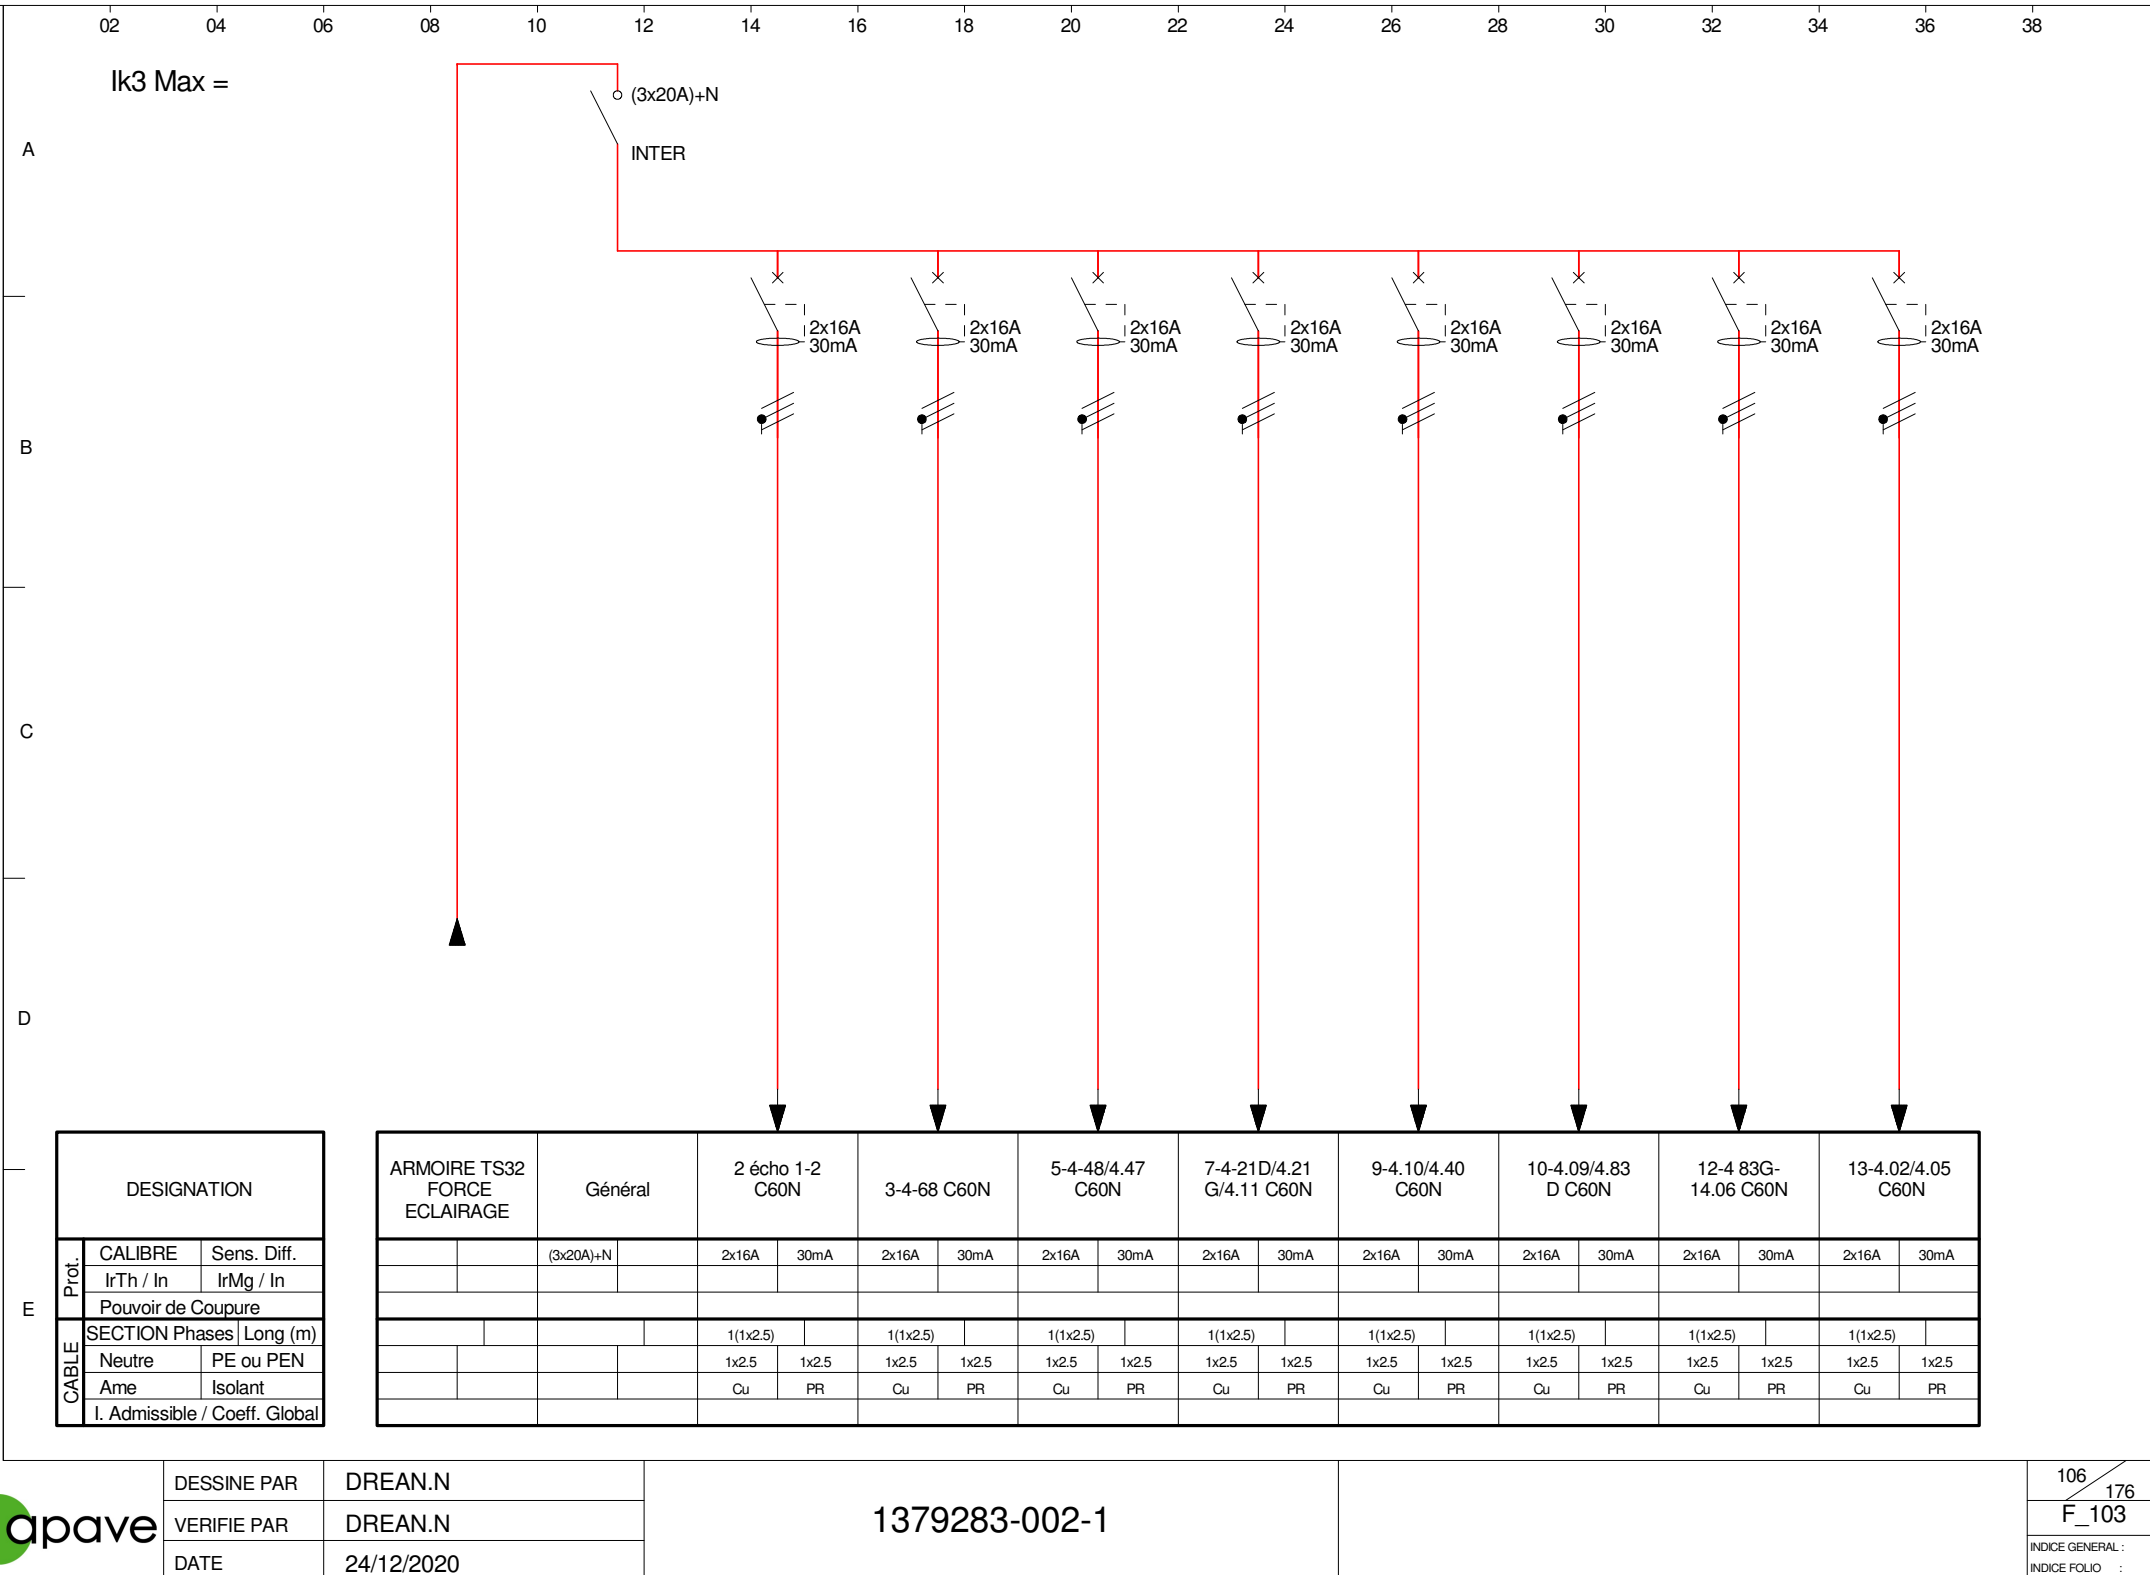 02 04 06 08 10 12 14 16 18 20 22 24 26 28 30 32 34 36 38
Ik3 Max =
(3x20A)+N
INTER
A
B
C
D
E
2x16A 2x16A 2x16A 2x16A 2x16A 2x16A 2x16A 2x16A
30mA 30mA 30mA 30mA 30mA 30mA 30mA 30mA
DESIGNATION
Prot.
CALIBRE Sens. Diff.
IrTh / In IrMg / In
Pouvoir de Coupure
CABLE
SECTION Phases Long (m)
Neutre PE ou PEN
Ame Isolant
I. Admissible / Coeff. Global
ARMOIRE TS32
FORCE
ECLAIRAGE
Général
2 écho 1-2
C60N
3-4-68 C60N
5-4-48/4.47
C60N
7-4-21D/4.21
G/4.11 C60N
9-4.10/4.40
C60N
10-4.09/4.83
D C60N
12-4 83G-
14.06 C60N
13-4.02/4.05
C60N
(3x20A)+N 2x16A 30mA 2x16A 30mA 2x16A 30mA 2x16A 30mA 2x16A 30mA 2x16A 30mA 2x16A 30mA 2x16A 30mA
1(1x2.5) 1(1x2.5) 1(1x2.5) 1(1x2.5) 1(1x2.5) 1(1x2.5) 1(1x2.5) 1(1x2.5)
1x2.5 1x2.5 1x2.5 1x2.5 1x2.5 1x2.5 1x2.5 1x2.5 1x2.5 1x2.5 1x2.5 1x2.5 1x2.5 1x2.5 1x2.5 1x2.5
Cu PR Cu PR Cu PR Cu PR Cu PR Cu PR Cu PR Cu PR
apave
DESSINE PAR DREAN.N
VERIFIE PAR DREAN.N
DATE 24/12/2020
1379283-002-1
106
176
F_103
INDICE GENERAL :
INDICE FOLIO :